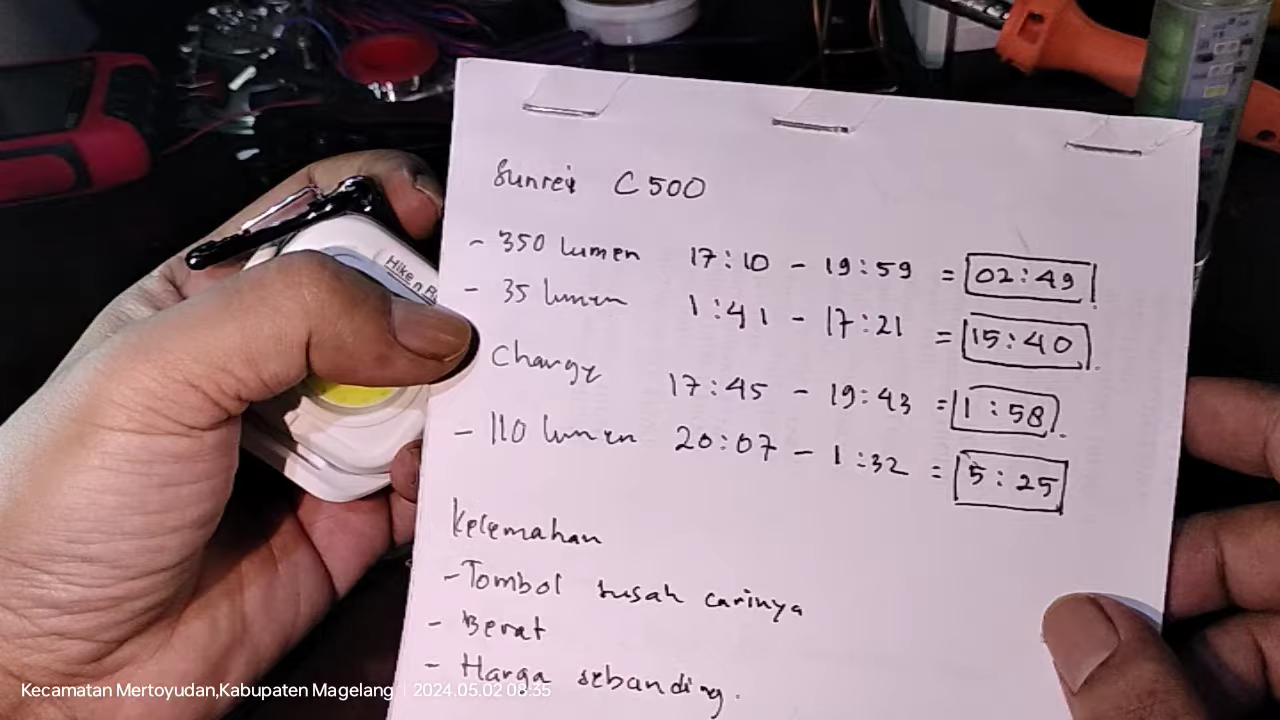 Sunrei C500
- 350 lumen 17:10 - 19:59 = 02:49
- 35 lumen 1:41 - 17:21 = 15:40
Charge 17:45 - 19:43 = 1:58
- 110 lumen 20:07 - 1:32 = 5:25
Kelemahan
- Tombol susah carinya
- Berat
- Harga sebanding.
Hike n
Kecamatan Mertoyudan,Kabupaten Magelang | 2024.05.02 08:35